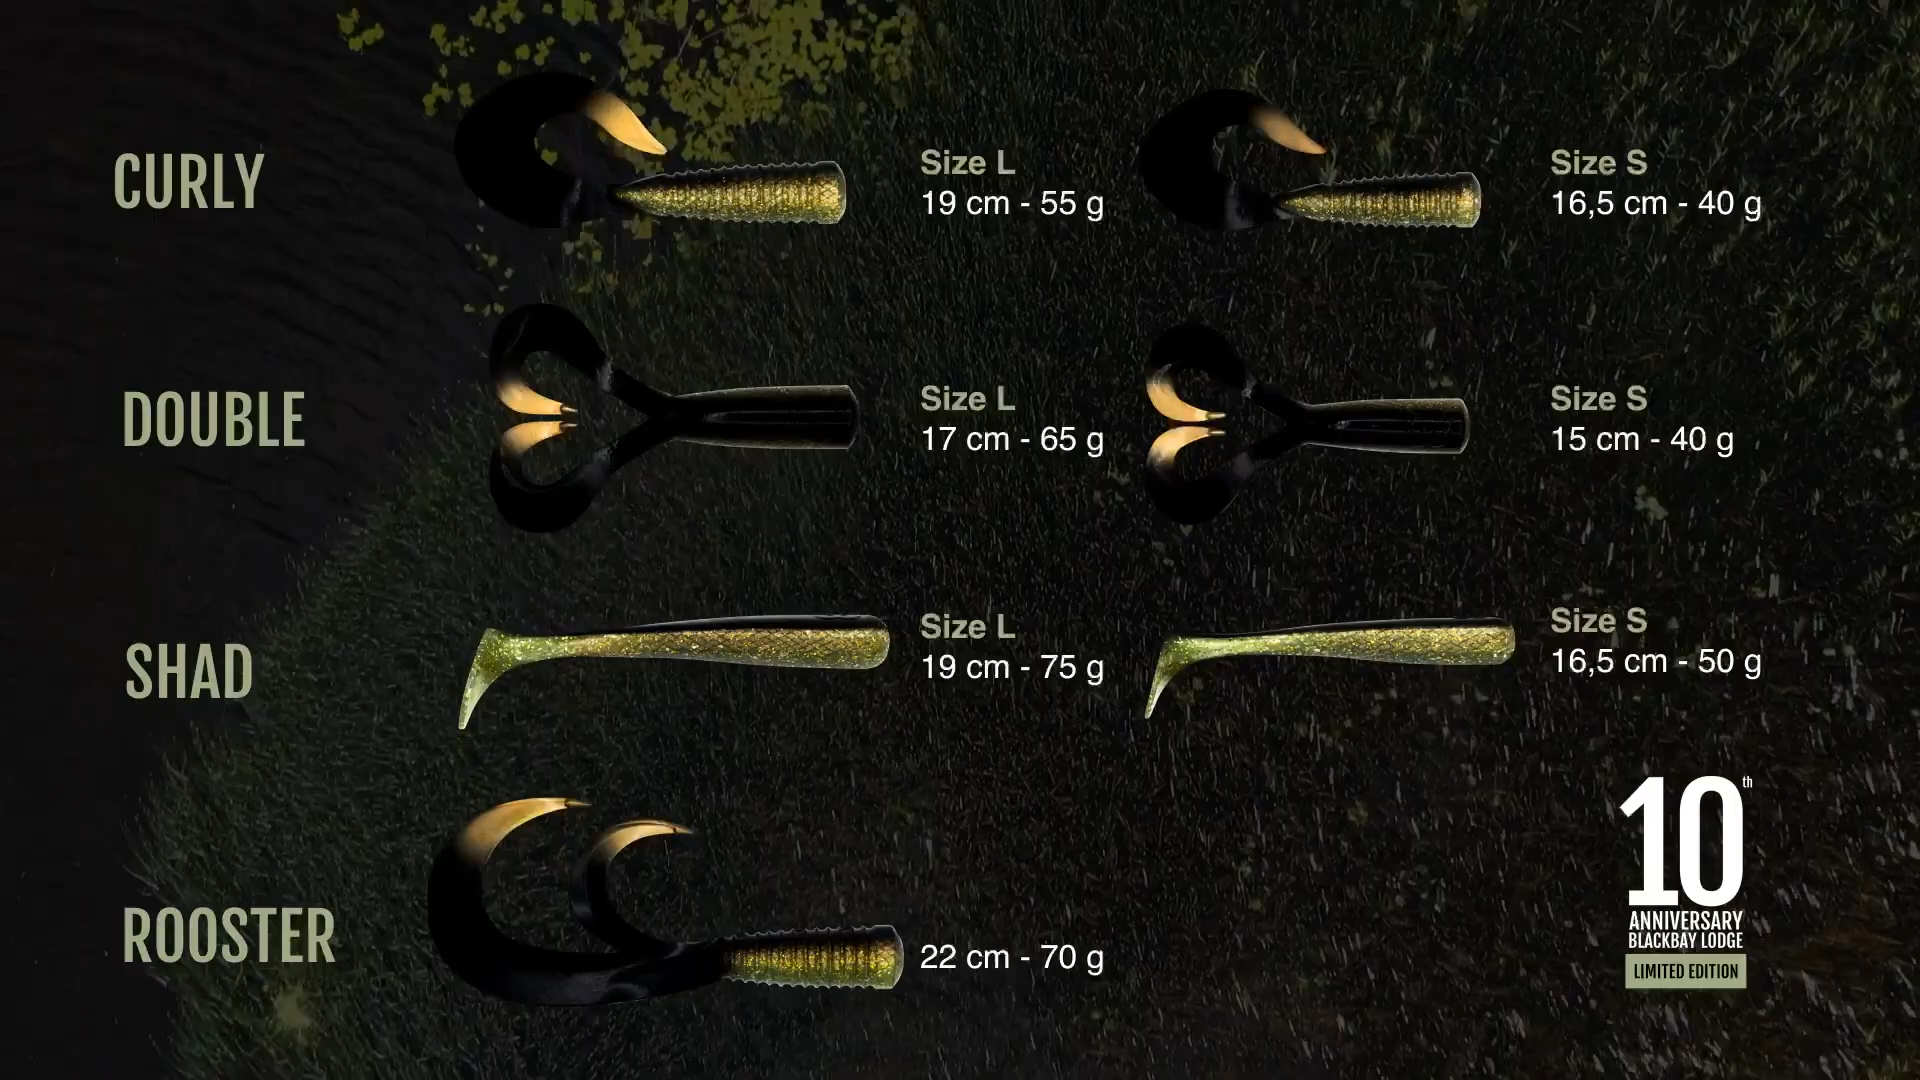 CURLY
Size L
19 cm - 55 g
Size S
16,5 cm - 40 g
DOUBLE
Size L
17 cm - 65 g
Size S
15 cm - 40 g
SHAD
Size L
19 cm - 75 g
Size S
16,5 cm - 50 g
ROOSTER
22 cm - 70 g
10th
ANNIVERSARY
BLACKBAY LODGE
LIMITED EDITION